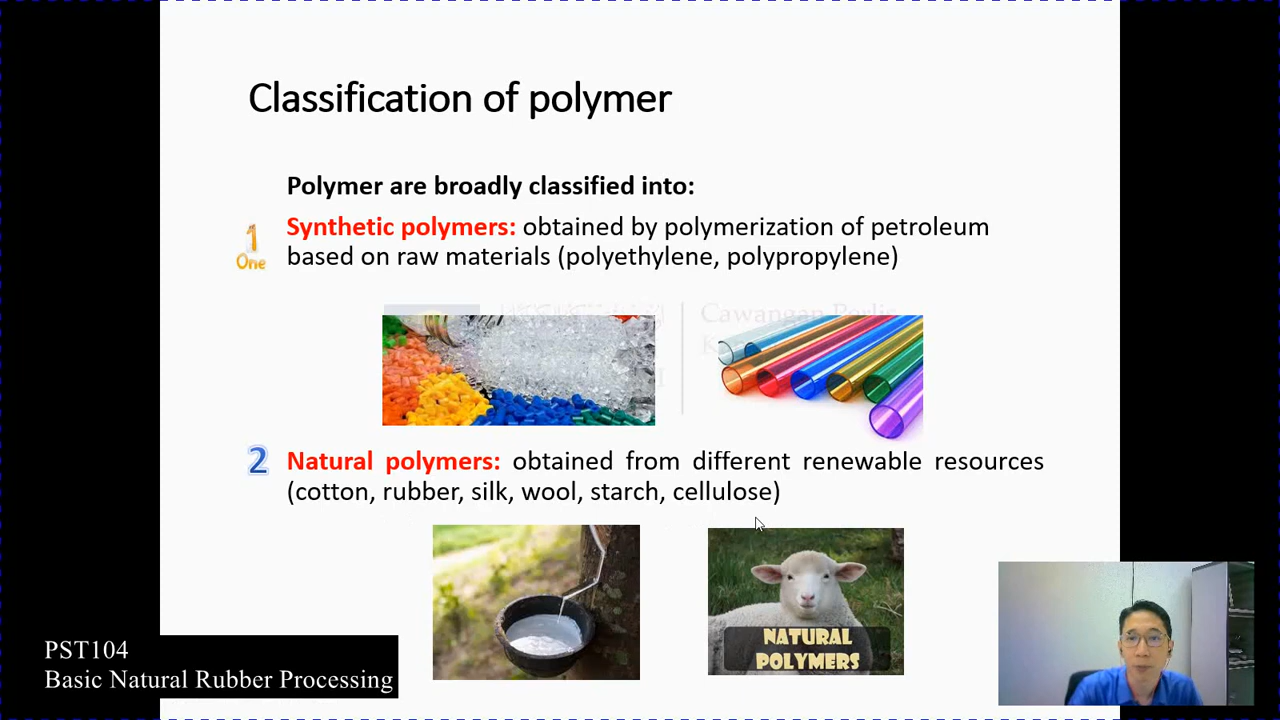 Classification of polymer
Polymer are broadly classified into:
1
One
Synthetic polymers: obtained by polymerization of petroleum
based on raw materials (polyethylene, polypropylene)
Cawangan Perlis
2
Natural polymers: obtained from different renewable resources
(cotton, rubber, silk, wool, starch, cellulose)
NATURAL
POLYMERS
PST104
Basic Natural Rubber Processing